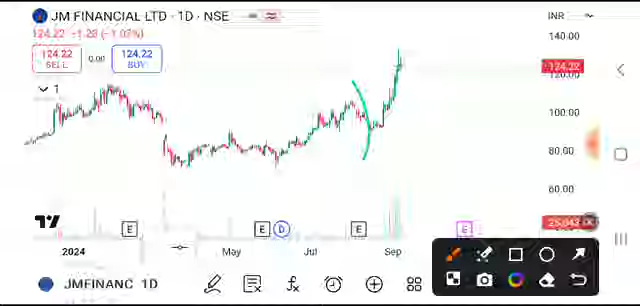 JM FINANCIAL LTD · 1D · NSE
INR
124.22 −1.28 (−1.02%)
124.22
SELL
0.00
124.22
BUY
1
140.00
124.22
120.00
100.00
80.00
60.00
E
E
D
E
E
2024
May
Jul
Sep
JMFINANC 1D